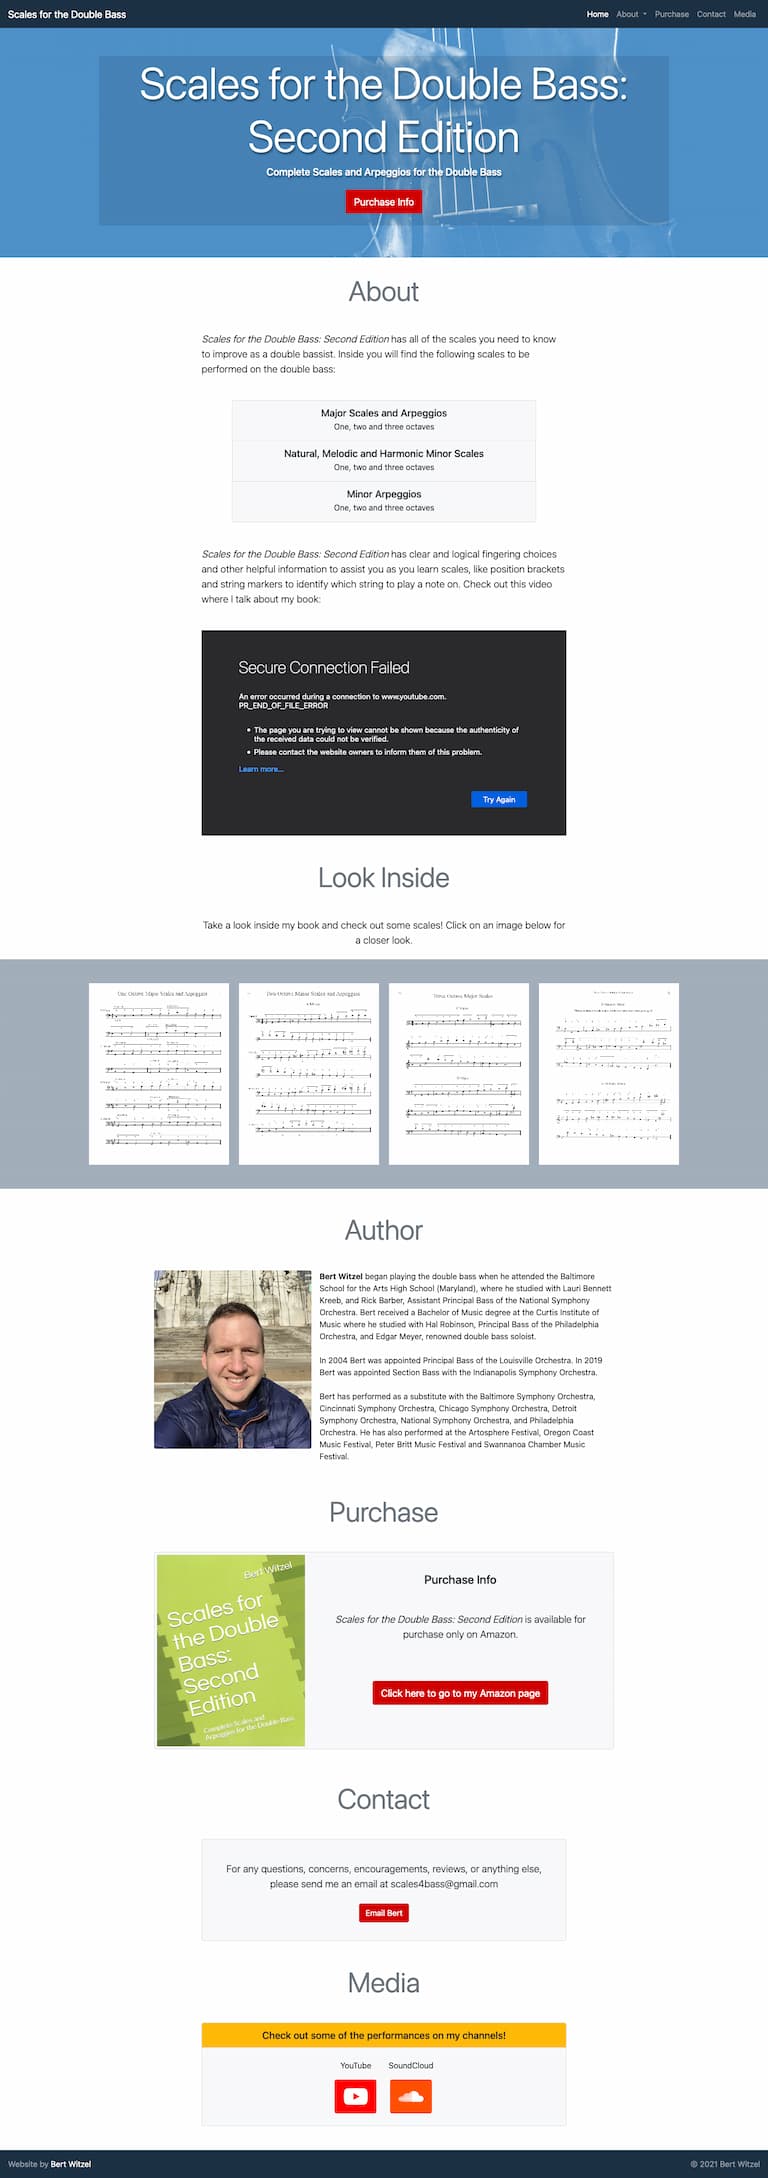 Scales for the Double Bass
Home About Purchase Contact Media
Scales for the Double Bass:
Second Edition
Complete Scales and Arpeggios for the Double Bass
Purchase Info
About
Scales for the Double Bass: Second Edition has all of the scales you need to know
to improve as a double bassist. Inside you will find the following scales to be
performed on the double bass:
Major Scales and Arpeggios
One, two and three octaves
Natural, Melodic and Harmonic Minor Scales
One, two and three octaves
Minor Arpeggios
One, two and three octaves
Scales for the Double Bass: Second Edition has clear and logical fingering choices
and other helpful information to assist you as you learn scales, like position brackets
and string markers to identify which string to play a note on. Check out this video
where I talk about my book:
Secure Connection Failed
An error occurred during a connection to www.youtube.com.
PR_END_OF_FILE_ERROR
• The page you are trying to view cannot be shown because the authenticity of
the received data could not be verified.
• Please contact the website owners to inform them of this problem.
Learn more...
Try Again
Look Inside
Take a look inside my book and check out some scales! Click on an image below for
a closer look.
One Octave Major Scales and Arpeggios
Two Octave Major Scales and Arpeggios
Three Octave Major Scales
Author
Bert Witzel began playing the double bass when he attended the Baltimore
School for the Arts High School (Maryland), where he studied with Lauri Bennett
Kreeb, and Rick Barber, Assistant Principal Bass of the National Symphony
Orchestra. Bert received a Bachelor of Music degree at the Curtis Institute of
Music where he studied with Hal Robinson, Principal Bass of the Philadelphia
Orchestra, and Edgar Meyer, renowned double bass soloist.
In 2004 Bert was appointed Principal Bass of the Louisville Orchestra. In 2019
Bert was appointed Section Bass with the Indianapolis Symphony Orchestra.
Bert has performed as a substitute with the Baltimore Symphony Orchestra,
Cincinnati Symphony Orchestra, Chicago Symphony Orchestra, Detroit
Symphony Orchestra, National Symphony Orchestra, and Philadelphia
Orchestra. He has also performed at the Artosphere Festival, Oregon Coast
Music Festival, Peter Britt Music Festival and Swannanoa Chamber Music
Festival.
Purchase
Bert Witzel
Scales for
the Double
Bass:
Second
Edition
Complete Scales and
Arpeggios for the Double Bass
Purchase Info
Scales for the Double Bass: Second Edition is available for
purchase only on Amazon.
Click here to go to my Amazon page
Contact
For any questions, concerns, encouragements, reviews, or anything else,
please send me an email at scales4bass@gmail.com
Email Bert
Media
Check out some of the performances on my channels!
YouTube SoundCloud
Website by Bert Witzel
© 2021 Bert Witzel